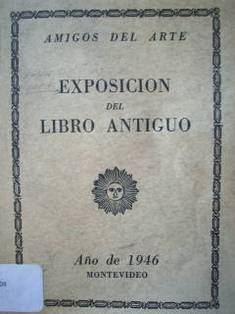 AMIGOS DEL ARTE
EXPOSICION
DEL
LIBRO ANTIGUO
Año de 1946
MONTEVIDEO